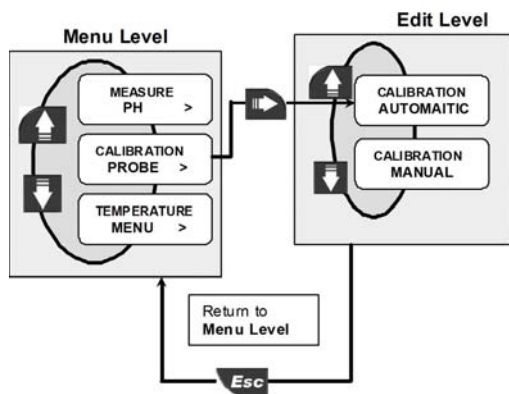 Menu Level
MEASURE
PH >
CALIBRATION
PROBE >
TEMPERATURE
MENU >
Edit Level
CALIBRATION
AUTOMAITIC
CALIBRATION
MANUAL
Return to
Menu Level
Esc